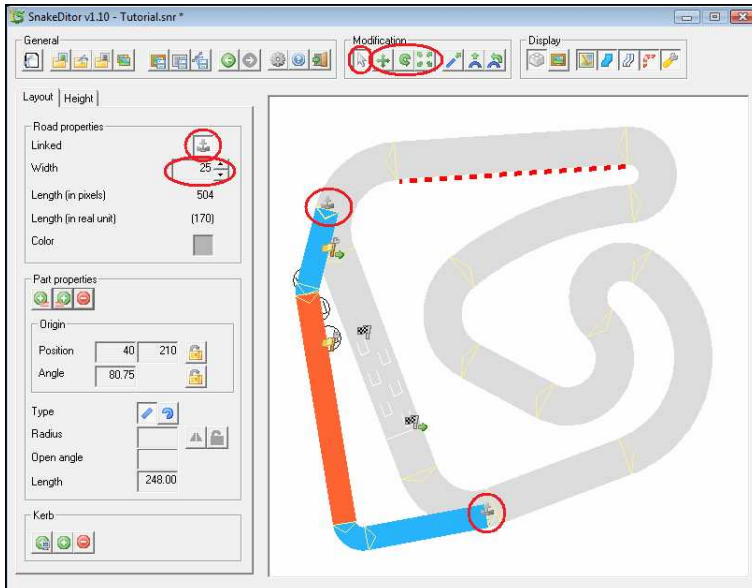 SnakeDitor v1.10 - Tutorial.snr *
General
Modification
Display
Layout
Height
Road properties
Linked
Width 25
Length (in pixels) 504
Length (in real unit) (170)
Color
Part properties
Origin
Position 40 210
Angle 80.75
Type
Radius
Open angle
Length 248.00
Kerb